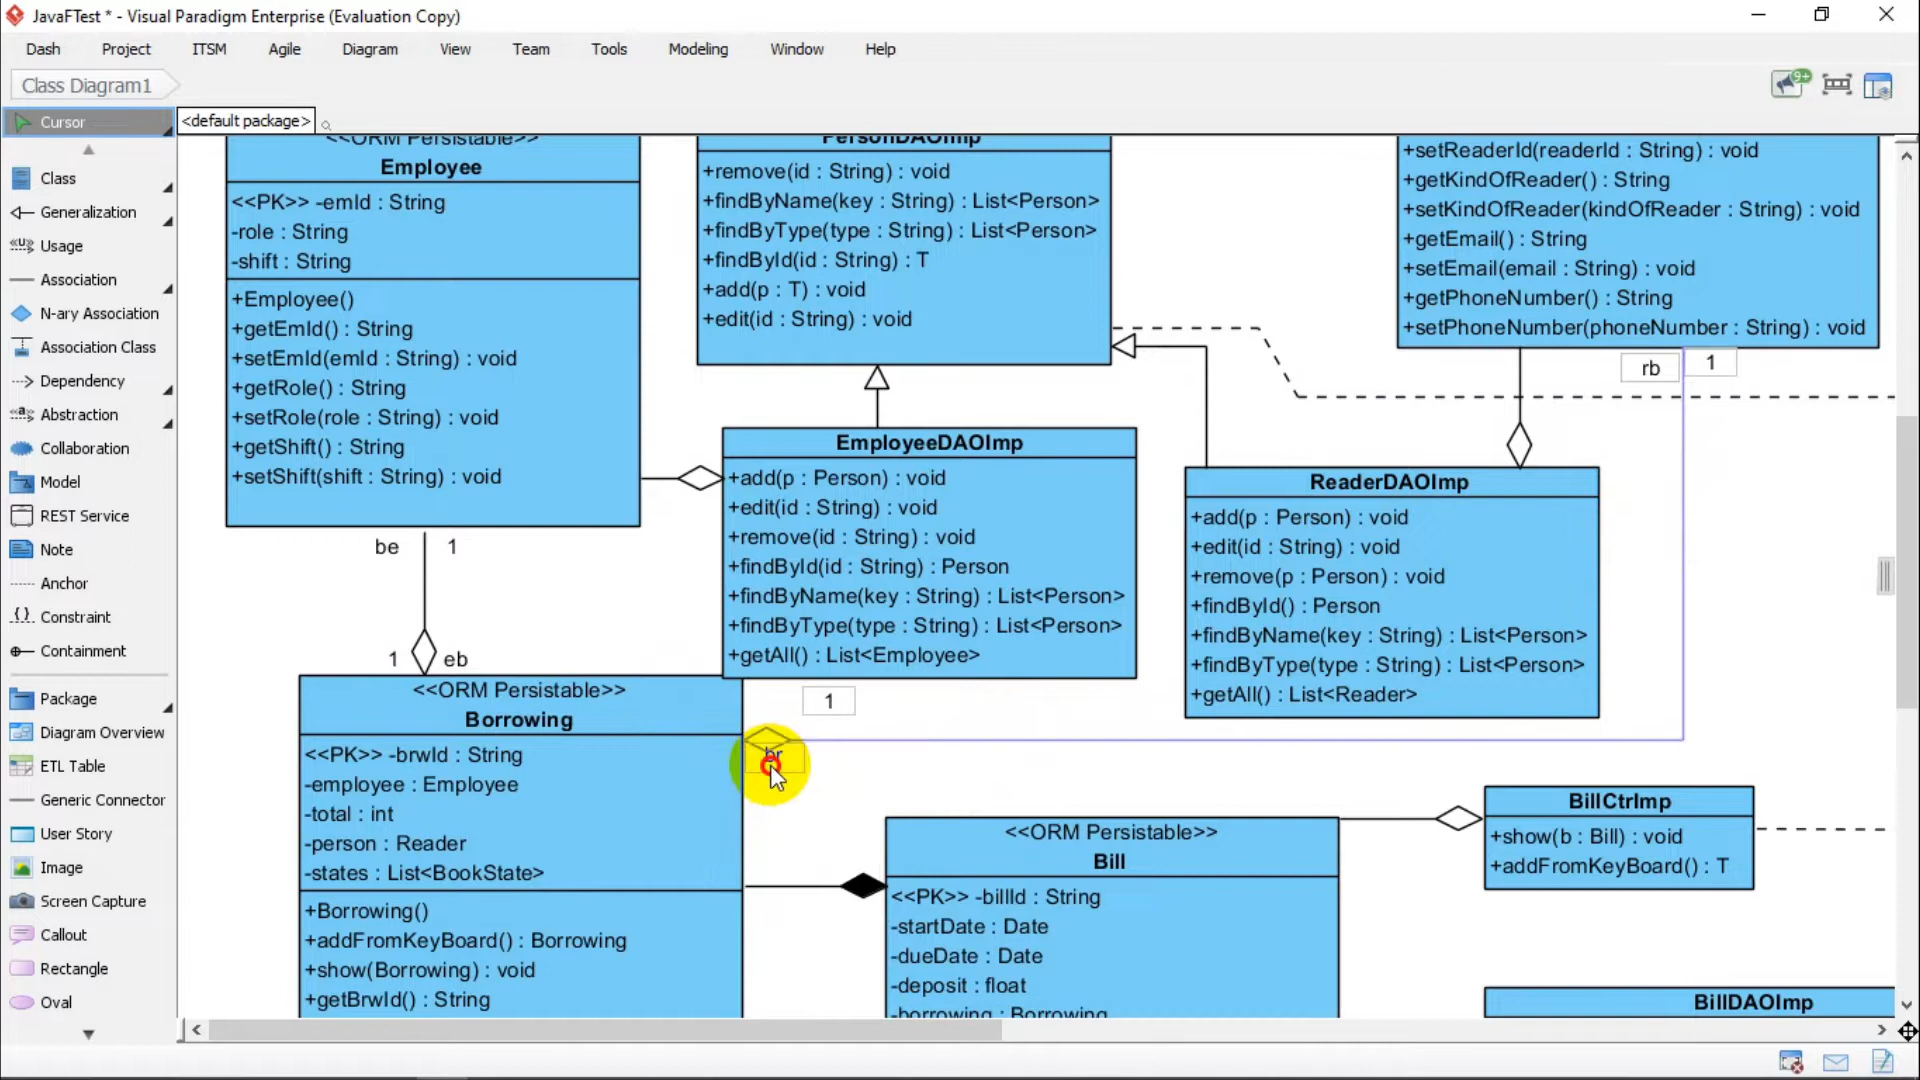 JavaFTest * - Visual Paradigm Enterprise (Evaluation Copy)
Dash Project ITSM Agile Diagram View Team Tools Modeling Window Help
Class Diagram1
9+
Cursor
<default package>
Class
Generalization
<<U>>
Usage
Association
N-ary Association
Association Class
Dependency
<<a>>
Abstraction
Collaboration
Model
REST Service
Note
Anchor
{} Constraint
Containment
Package
Diagram Overview
ETL Table
Generic Connector
User Story
Image
Screen Capture
Callout
Rectangle
Oval
<<ORM Persistable>>
Employee
<<PK>> -emId : String
-role : String
-shift : String
+Employee()
+getEmId() : String
+setEmId(emId : String) : void
+getRole() : String
+setRole(role : String) : void
+getShift() : String
+setShift(shift : String) : void
be 1
1 eb
PersonDAOImp
+remove(id : String) : void
+findByName(key : String) : List<Person>
+findByType(type : String) : List<Person>
+findById(id : String) : T
+add(p : T) : void
+edit(id : String) : void
+setReaderId(readerId : String) : void
+getKindOfReader() : String
+setKindOfReader(kindOfReader : String) : void
+getEmail() : String
+setEmail(email : String) : void
+getPhoneNumber() : String
+setPhoneNumber(phoneNumber : String) : void
rb 1
EmployeeDAOImp
+add(p : Person) : void
+edit(id : String) : void
+remove(id : String) : void
+findById(id : String) : Person
+findByName(key : String) : List<Person>
+findByType(type : String) : List<Person>
+getAll() : List<Employee>
ReaderDAOImp
+add(p : Person) : void
+edit(id : String) : void
+remove(p : Person) : void
+findById() : Person
+findByName(key : String) : List<Person>
+findByType(type : String) : List<Person>
+getAll() : List<Reader>
1
br
<<ORM Persistable>>
Borrowing
<<PK>> -brwId : String
-employee : Employee
-total : int
-person : Reader
-states : List<BookState>
+Borrowing()
+addFromKeyBoard() : Borrowing
+show(Borrowing) : void
+getBrwId() : String
<<ORM Persistable>>
Bill
<<PK>> -billId : String
-startDate : Date
-dueDate : Date
-deposit : float
-borrowing : Borrowing
BillCtrImp
+show(b : Bill) : void
+addFromKeyBoard() : T
BillDAOImp